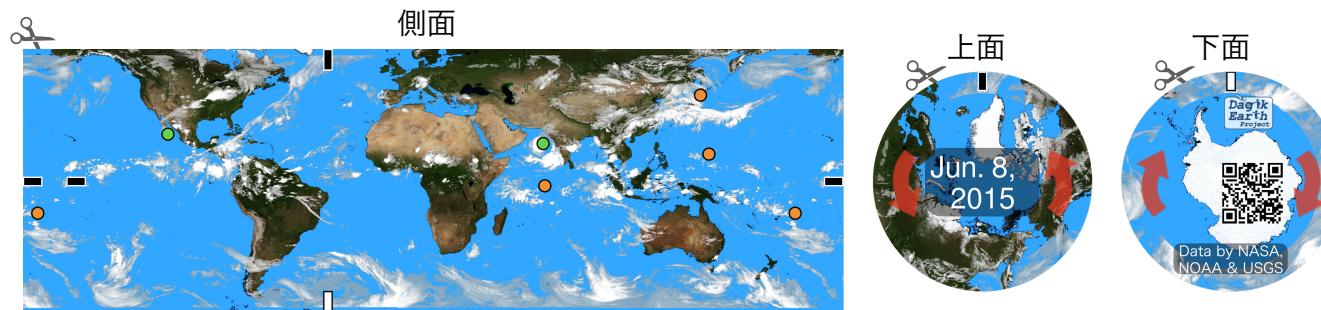 側面
上面
下面
Jun. 8,
2015
Dagik
Earth
Project
Data by NASA,
NOAA & USGS